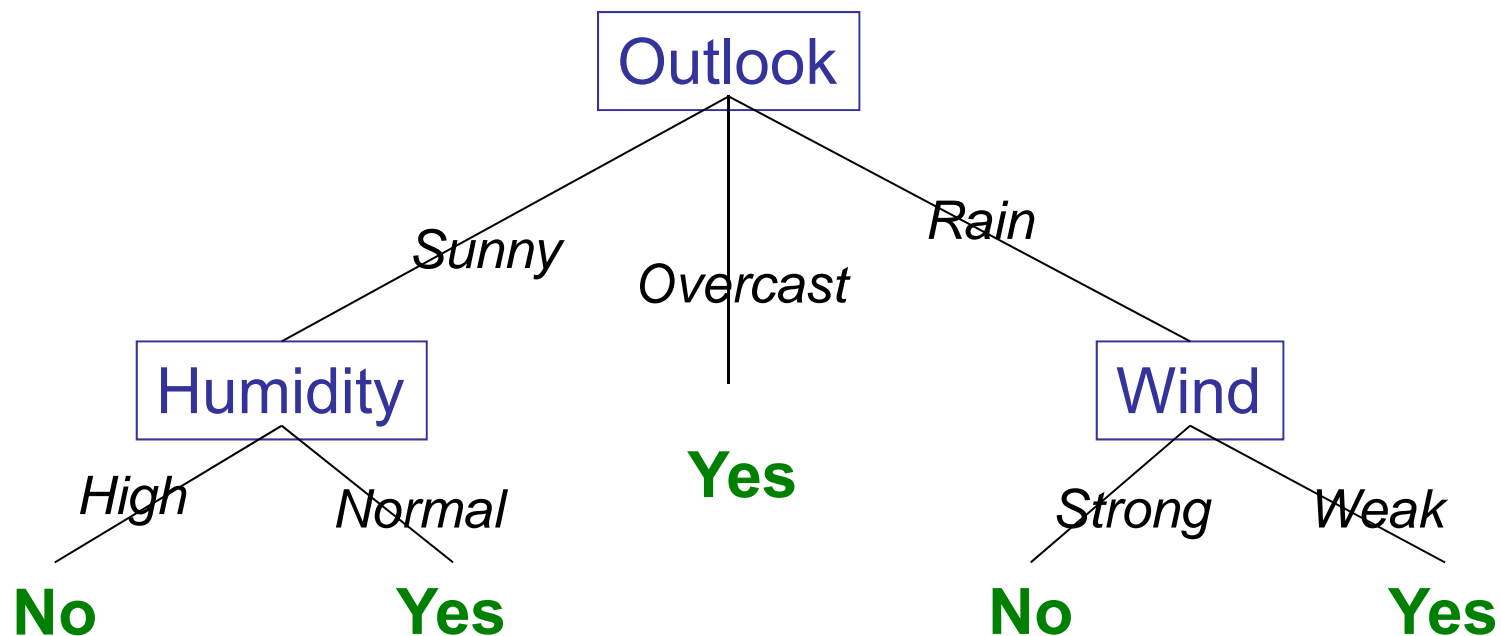 Outlook
Sunny
Overcast
Rain
Humidity
Wind
High
Normal
Yes
Strong
Weak
No
Yes
No
Yes